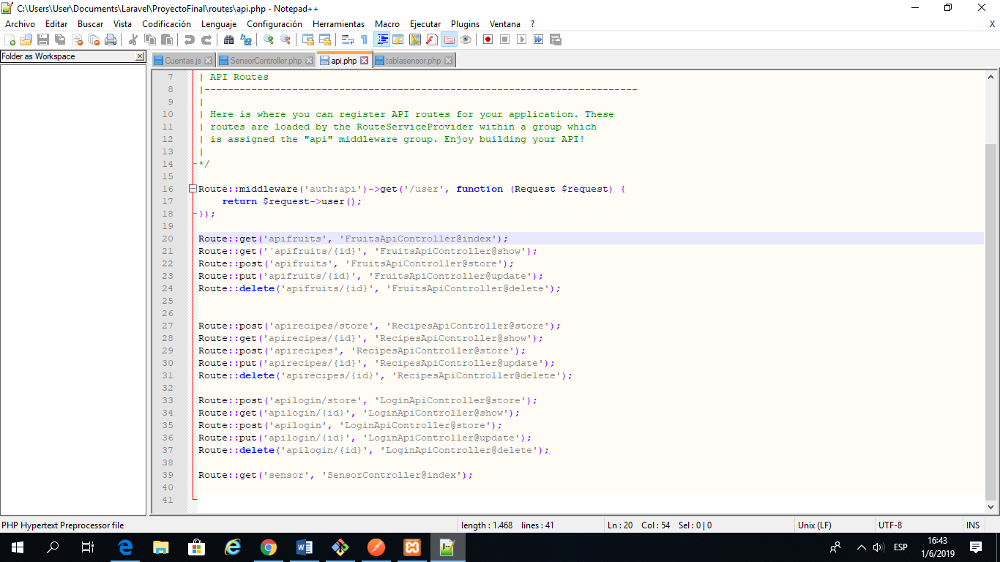 C:\Users\User\Documents\Laravel\ProyectoFinal\routes\api.php - Notepad++
Archivo Editar Buscar Vista Codificación Lenguaje Configuración Herramientas Macro Ejecutar Plugins Ventana ? X
Folder as Workspace
Cuentas.js SensorController.php api.php tablasensor.php
7 | API Routes
8 |--------------------------------------------------------------------------
9 |
10 | Here is where you can register API routes for your application. These
11 | routes are loaded by the RouteServiceProvider within a group which
12 | is assigned the "api" middleware group. Enjoy building your API!
13 |
14 */
15
16 Route::middleware('auth:api')->get('/user', function (Request $request) {
17     return $request->user();
18 });
19
20 Route::get('apifruits', 'FruitsApiController@index');
21 Route::get('´apifruits/{id}', 'FruitsApiController@show');
22 Route::post('apifruits', 'FruitsApiController@store');
23 Route::put('apifruits/{id}', 'FruitsApiController@update');
24 Route::delete('apifruits/{id}', 'FruitsApiController@delete');
25
26
27 Route::post('apirecipes/store', 'RecipesApiController@store');
28 Route::get('apirecipes/{id}', 'RecipesApiController@show');
29 Route::post('apirecipes', 'RecipesApiController@store');
30 Route::put('apirecipes/{id}', 'RecipesApiController@update');
31 Route::delete('apirecipes/{id}', 'RecipesApiController@delete');
32
33 Route::post('apilogin/store', 'LoginApiController@store');
34 Route::get('apilogin/{id}', 'LoginApiController@show');
35 Route::post('apilogin', 'LoginApiController@store');
36 Route::put('apilogin/{id}', 'LoginApiController@update');
37 Route::delete('apilogin/{id}', 'LoginApiController@delete');
38
39 Route::get('sensor', 'SensorController@index');
40
41
PHP Hypertext Preprocessor file length : 1.468 lines : 41 Ln : 20 Col : 54 Sel : 0 | 0 Unix (LF) UTF-8 INS
ESP
16:43
1/6/2019